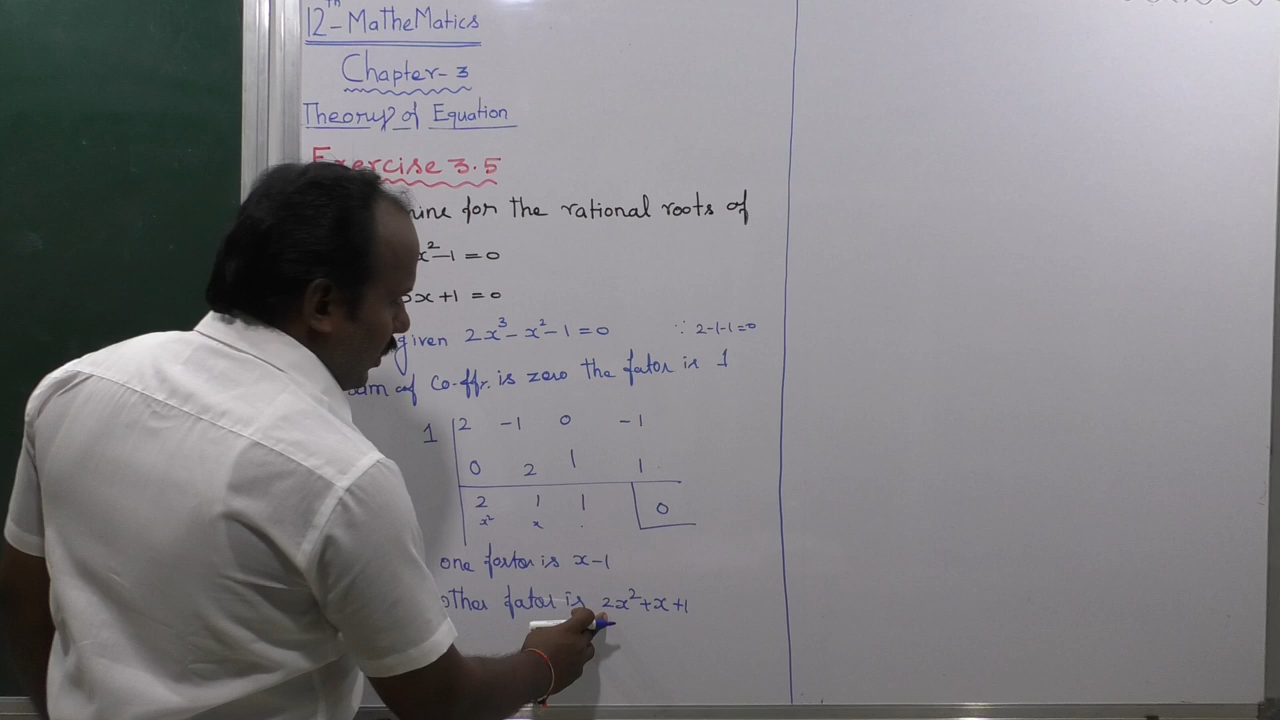 12th - MatheMatics
Chapter - 3
Theory of Equation
Exercise 3.5
for the rational roots of
x² - 1 = 0
x + 1 = 0
given 2x³ - x² - 1 = 0 ∵ 2-1-1=0
sum of Co-eff. is zero the fator is 1
1 | 2 -1 0 -1
0 2 1 1
2 1 1 0
x² x .
one factor is x-1
other fator is 2x²+x+1